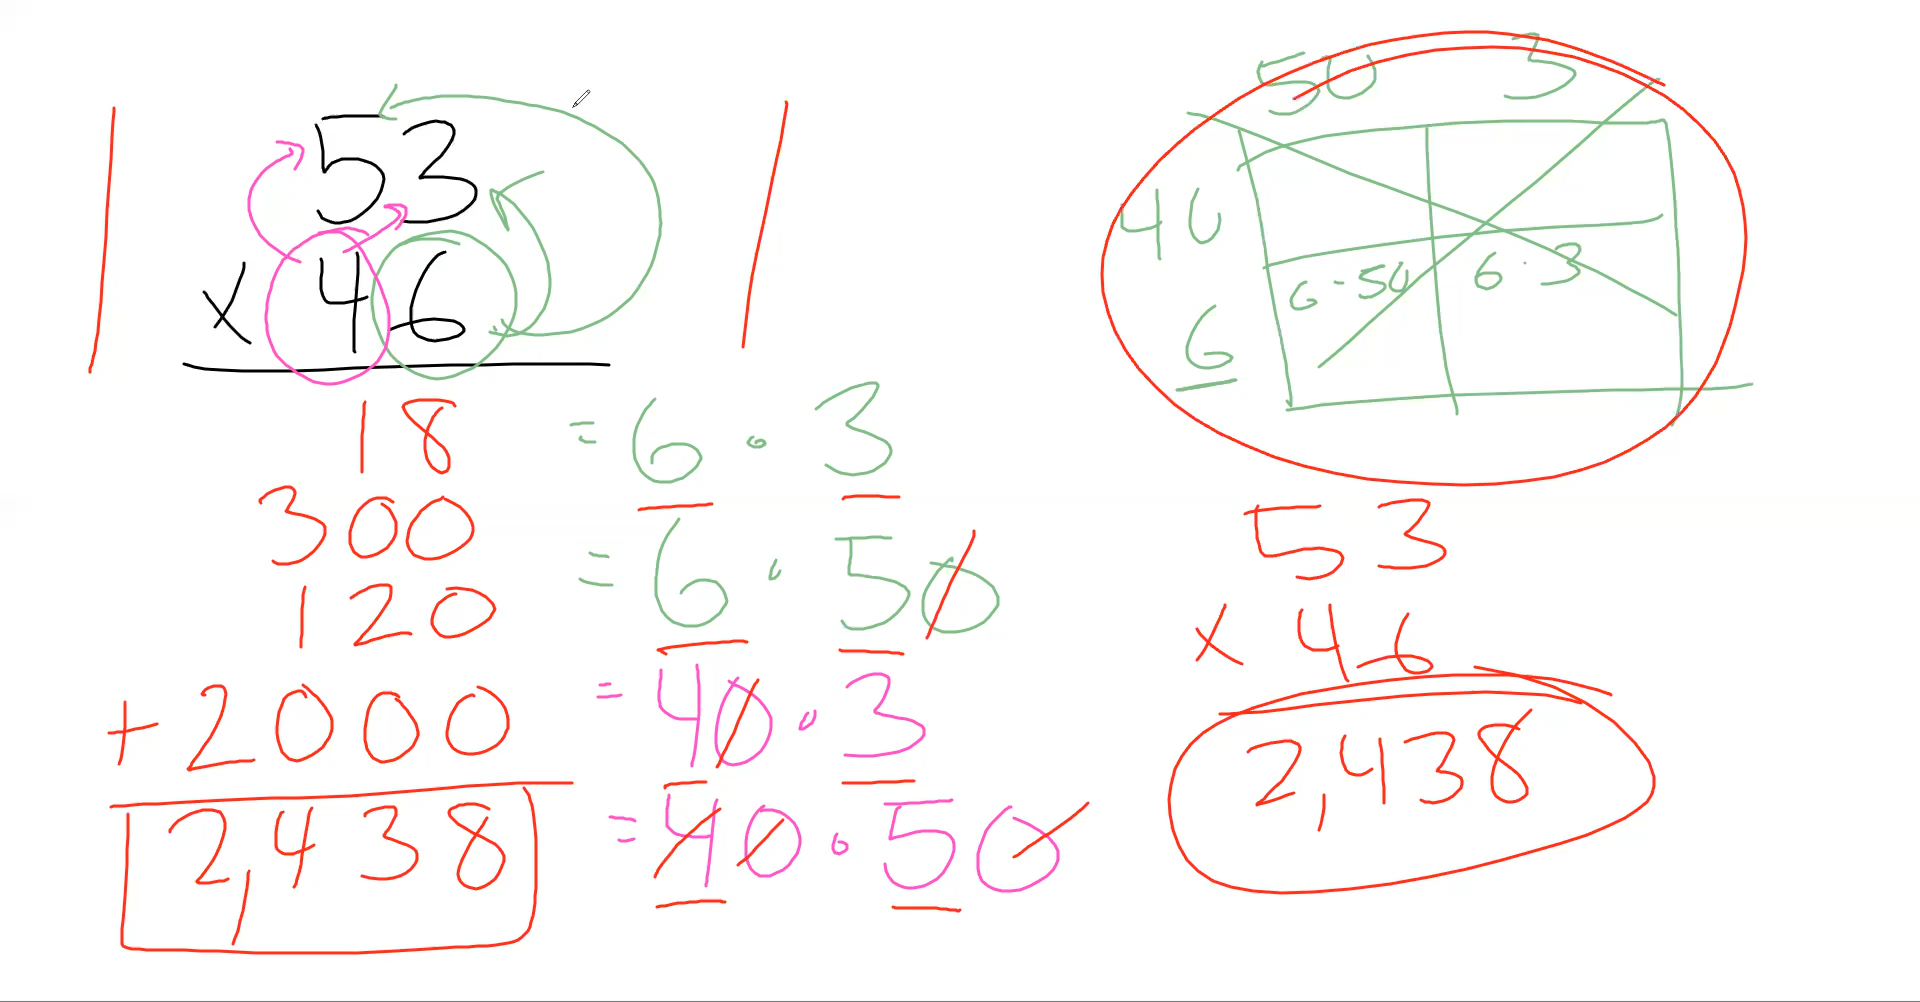 53
x 46
18 = 6 · 3
300 = 6 · 50
120 = 40 · 3
+2000 = 40 · 50
2,438
50 3
40
6 6·50 6·3
53
x 46
2,438